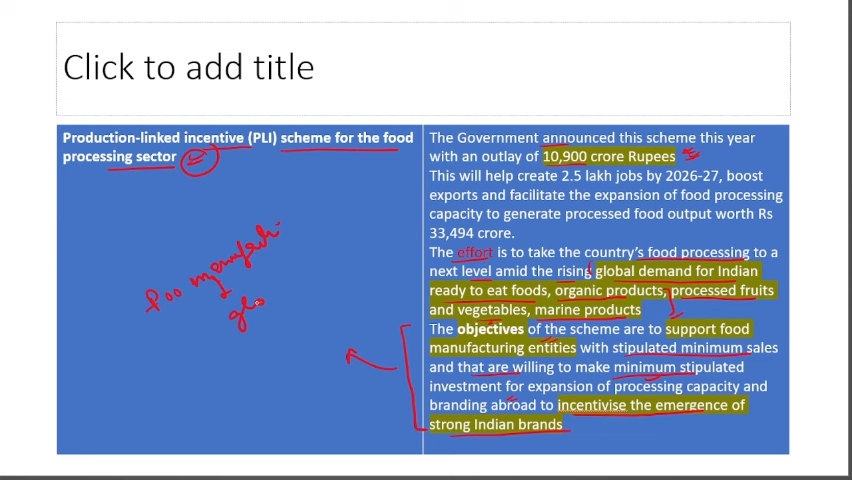 Click to add title
Production-linked incentive (PLI) scheme for the food
processing sector
The Government announced this scheme this year
with an outlay of 10,900 crore Rupees
This will help create 2.5 lakh jobs by 2026-27, boost
exports and facilitate the expansion of food processing
capacity to generate processed food output worth Rs
33,494 crore.
The effort is to take the country's food processing to a
next level amid the rising global demand for Indian
ready to eat foods, organic products, processed fruits
and vegetables, marine products
The objectives of the scheme are to support food
manufacturing entities with stipulated minimum sales
and that are willing to make minimum stipulated
investment for expansion of processing capacity and
branding abroad to incentivise the emergence of
strong Indian brands